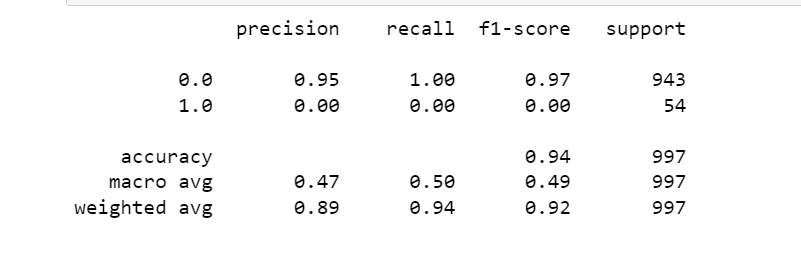 precision recall f1-score support
0.0 0.95 1.00 0.97 943
1.0 0.00 0.00 0.00 54
accuracy 0.94 997
macro avg 0.47 0.50 0.49 997
weighted avg 0.89 0.94 0.92 997